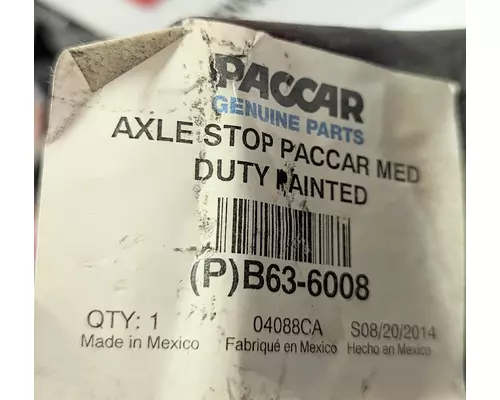 PACCAR
GENUINE PARTS
AXLE STOP PACCAR MED
DUTY PAINTED
(P)B63-6008
QTY: 1 04088CA S08/20/2014
Made in Mexico Fabriqué en Mexico Hecho en Mexico